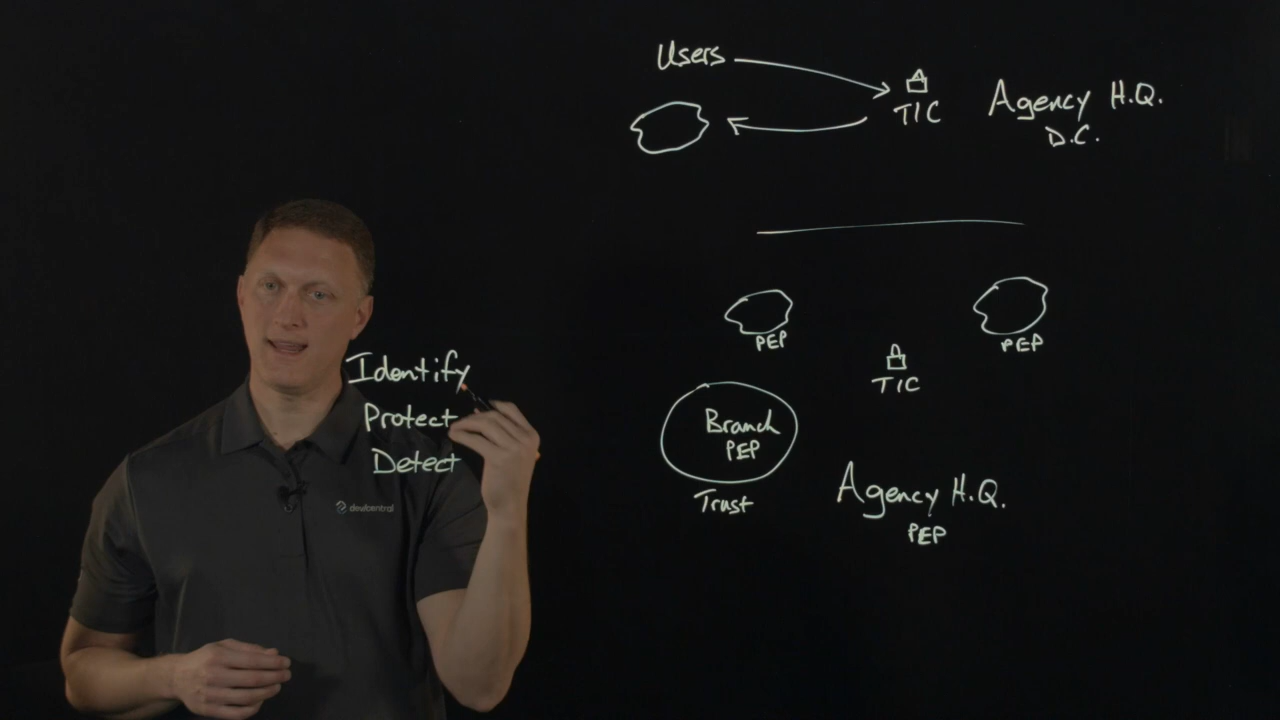 Users
TIC
Agency H.Q.
D.C.
PEP
PEP
TIC
Identify
Protect
Detect
Branch
PEP
Trust
Agency H.Q.
PEP
devcentral